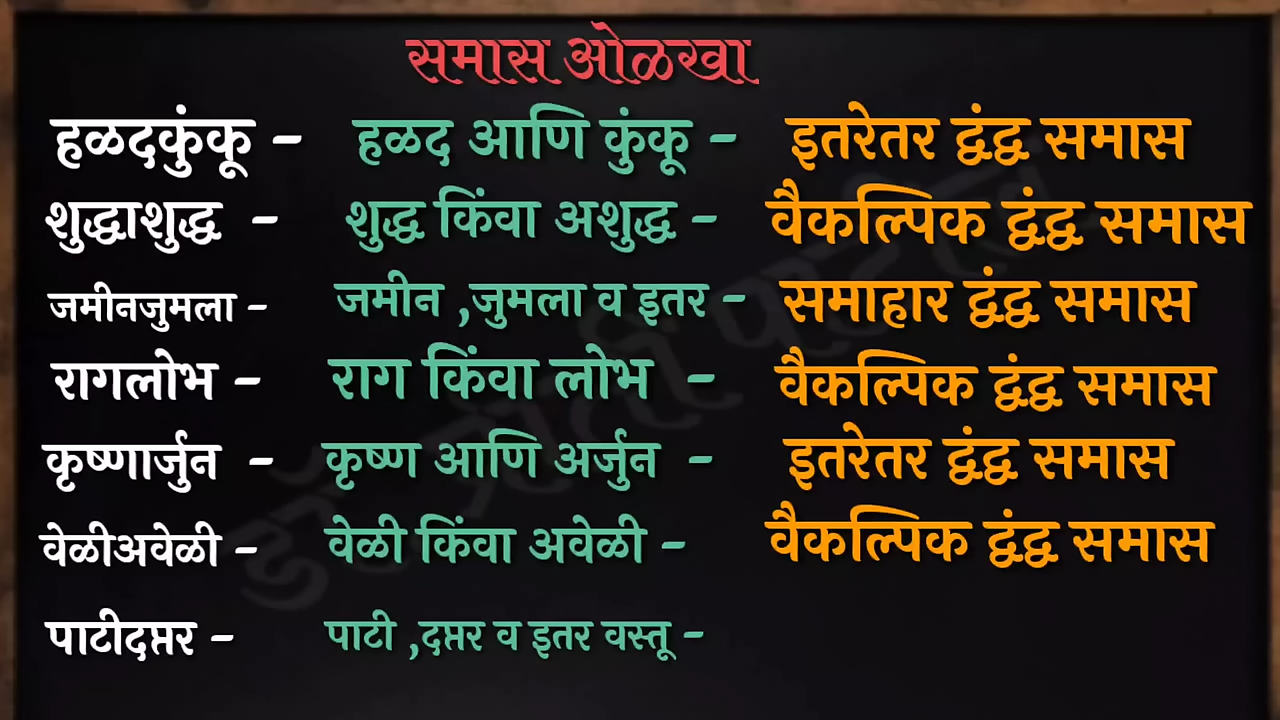 समास ओळखा
हळदकुंकू - हळद आणि कुंकू - इतरेतर द्वंद्व समास
शुद्धाशुद्ध - शुद्ध किंवा अशुद्ध - वैकल्पिक द्वंद्व समास
जमीनजुमला - जमीन ,जुमला व इतर - समाहार द्वंद्व समास
रागलोभ - राग किंवा लोभ - वैकल्पिक द्वंद्व समास
कृष्णार्जुन - कृष्ण आणि अर्जुन - इतरेतर द्वंद्व समास
वेळीअवेळी - वेळी किंवा अवेळी - वैकल्पिक द्वंद्व समास
पाटीदप्तर - पाटी ,दप्तर व इतर वस्तू -